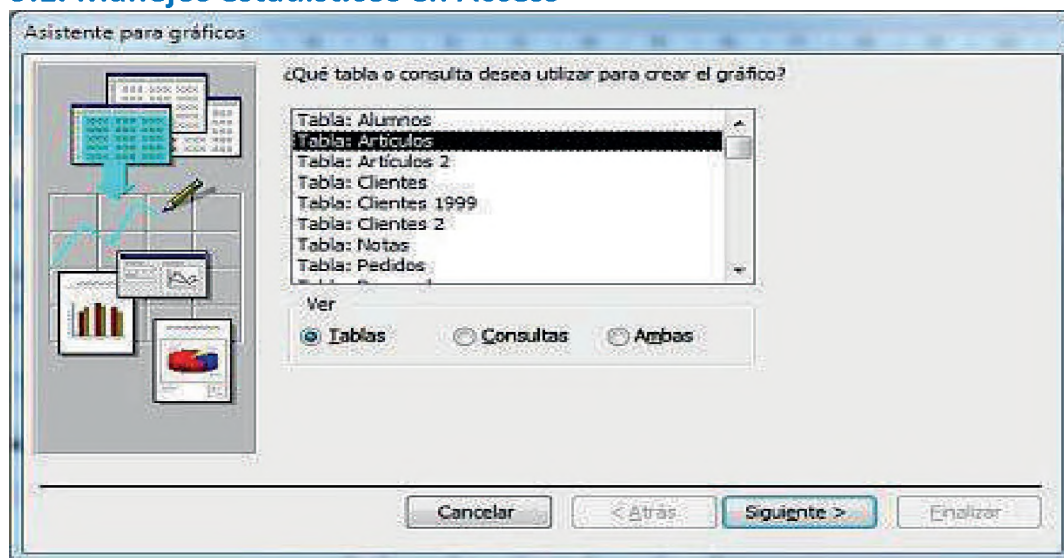 Asistente para gráficos
¿Qué tabla o consulta desea utilizar para crear el gráfico?
Tabla: Alumnos
Tabla: Artículos
Tabla: Artículos 2
Tabla: Clientes
Tabla: Clientes 1999
Tabla: Clientes 2
Tabla: Notas
Tabla: Pedidos
Ver
Tablas Consultas Ambas
Cancelar < Atrás Siguiente > Finalizar